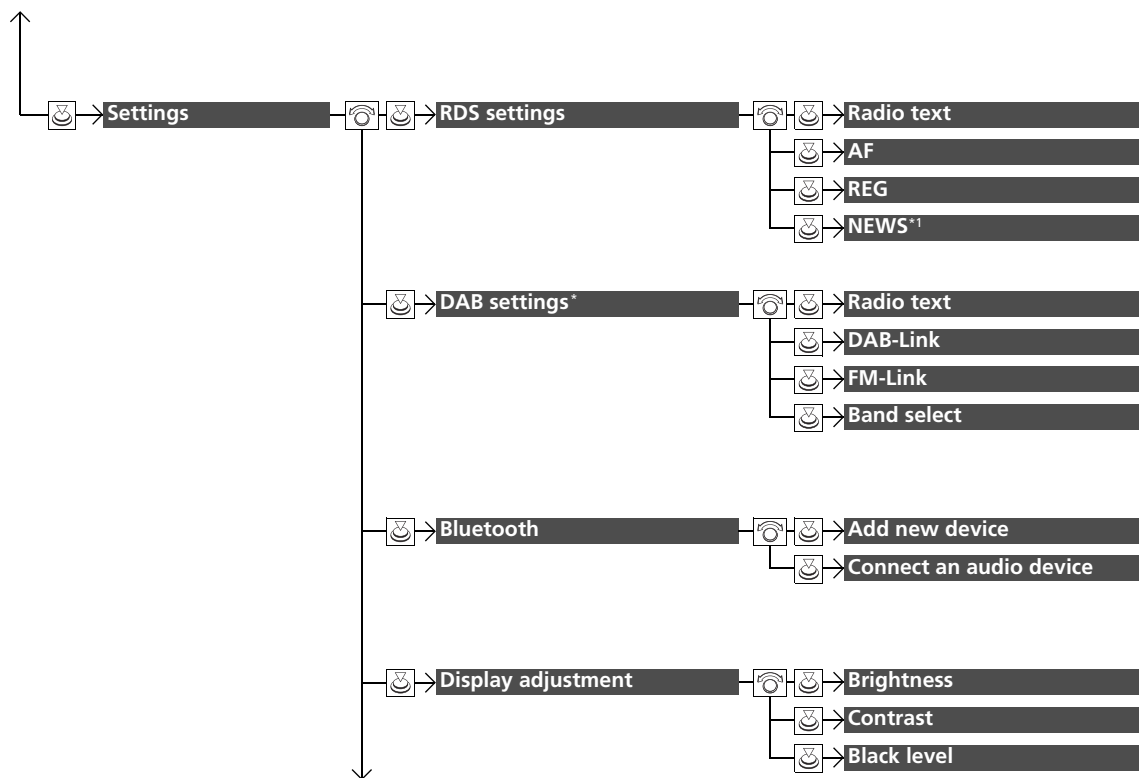 Settings
RDS settings
Radio text
AF
REG
NEWS*1
DAB settings*
Radio text
DAB-Link
FM-Link
Band select
Bluetooth
Add new device
Connect an audio device
Display adjustment
Brightness
Contrast
Black level